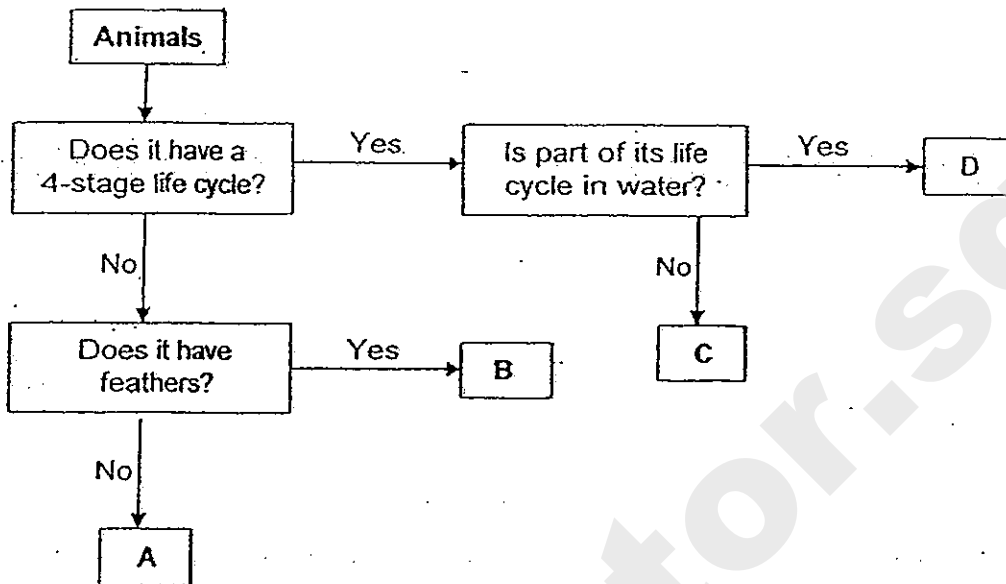 Animals
Does it have a
4-stage life cycle?
Yes
Is part of its life
cycle in water?
Yes
D
No
No
Does it have
feathers?
Yes
B
C
No
A